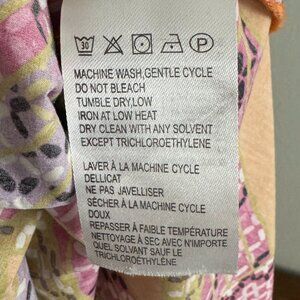 30
P
MACHINE WASH,GENTLE CYCLE
DO NOT BLEACH
TUMBLE DRY,LOW
IRON AT LOW HEAT
DRY CLEAN WITH ANY SOLVENT
EXCEPT TRICHLOROETHYLENE
LAVER À LA MACHINE CYCLE
DELLICAT
NE PAS JAVELLISER
SÉCHER À LA MACHINE CYCLE
DOUX
REPASSER À FAIBLE TEMPÉRATURE
NETTOYAGE À SEC AVEC N'IMPORTE
QUEL SOLVANT SAUF LE
TRICHLOROÉTHYLÈNE